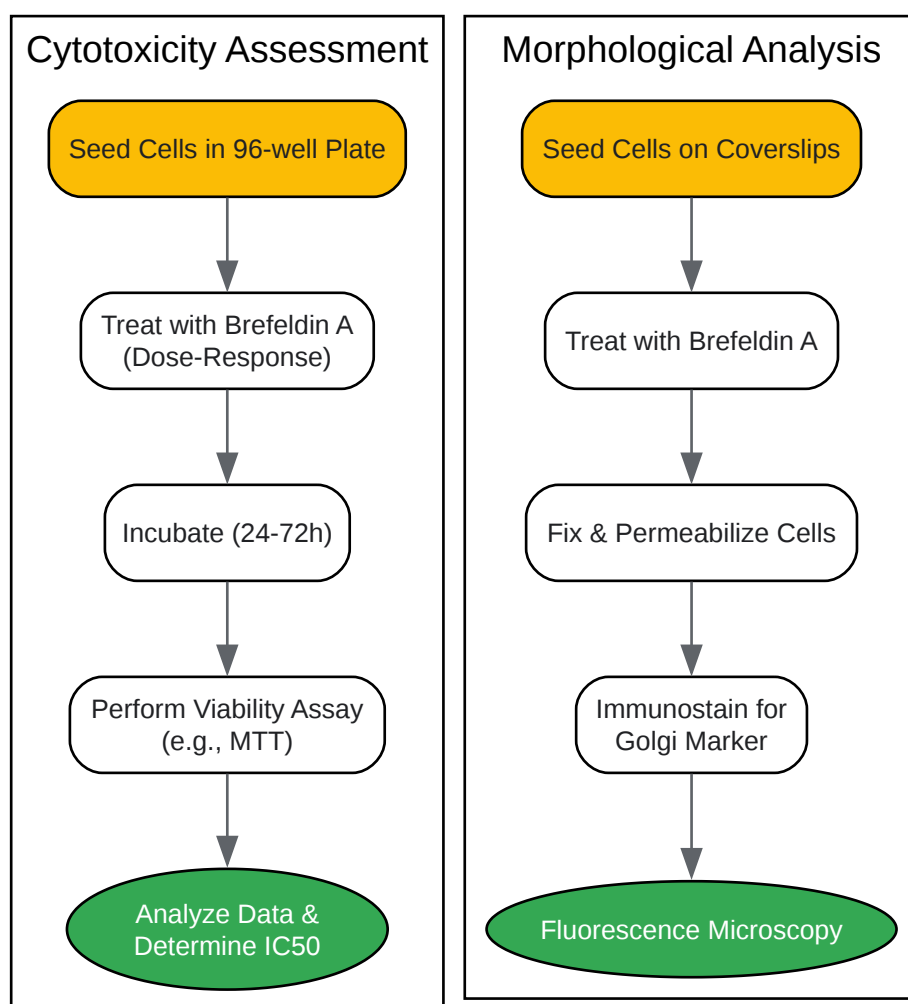 Cytotoxicity Assessment
Seed Cells in 96-well Plate
Treat with Brefeldin A
(Dose-Response)
Incubate (24-72h)
Perform Viability Assay
(e.g., MTT)
Analyze Data &
Determine IC50
Morphological Analysis
Seed Cells on Coverslips
Treat with Brefeldin A
Fix & Permeabilize Cells
Immunostain for
Golgi Marker
Fluorescence Microscopy